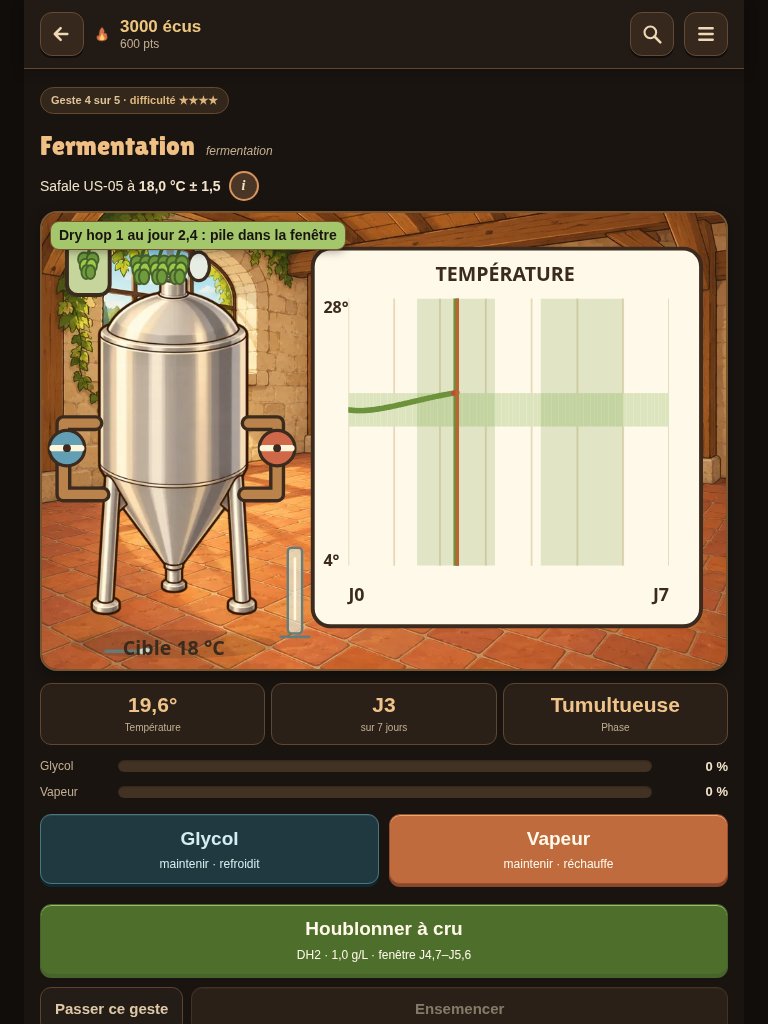 3000 écus
600 pts
Geste 4 sur 5 · difficulté ★★★★
Fermentation fermentation
Safale US-05 à 18,0 °C ± 1,5 i
Dry hop 1 au jour 2,4 : pile dans la fenêtre
TEMPÉRATURE
28°
4°
J0 J7
Cible 18 °C
19,6° J3 Tumultueuse
Température sur 7 jours Phase
Glycol 0 %
Vapeur 0 %
Glycol Vapeur
maintenir · refroidit maintenir · réchauffe
Houblonner à cru
DH2 · 1,0 g/L · fenêtre J4,7–J5,6
Passer ce geste Ensemencer